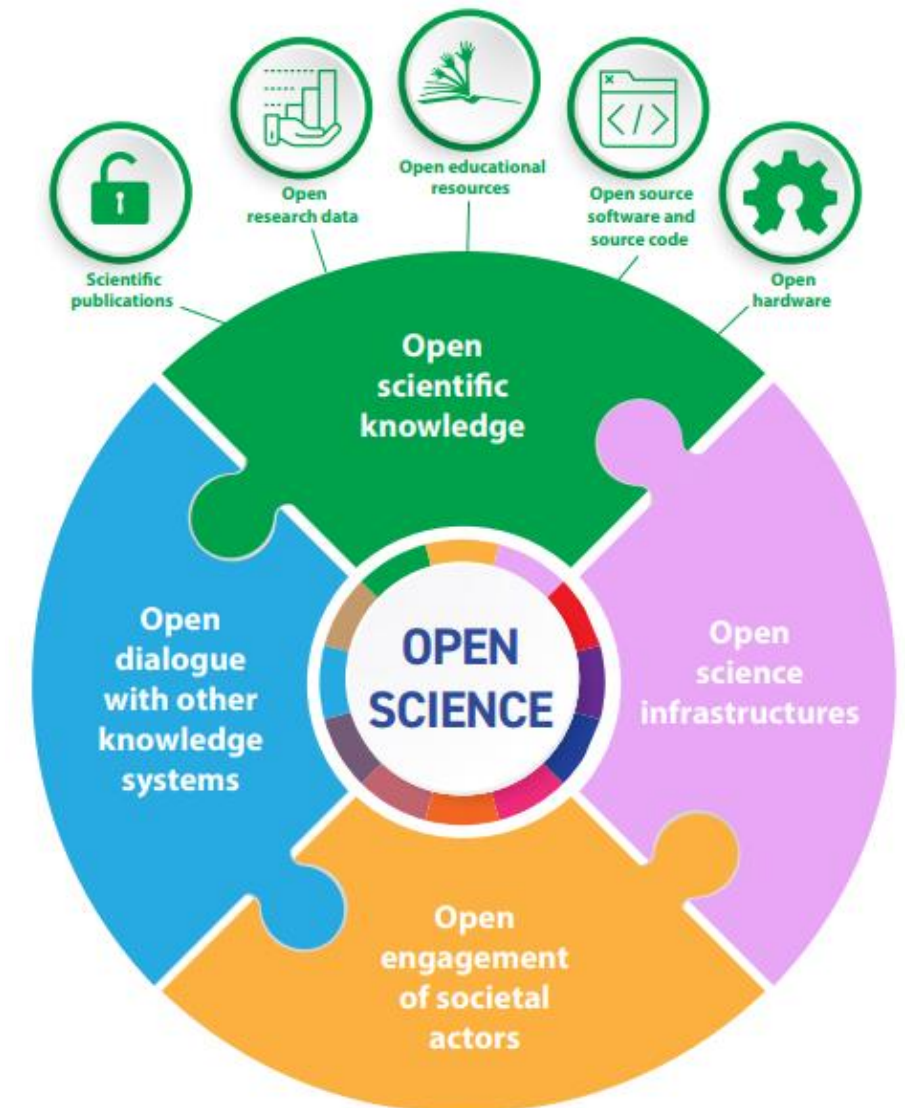 Scientific
publications
Open
research data
Open educational
resources
Open source
software and
source code
</>
Open
hardware
Open
scientific
knowledge
Open
dialogue
with other
knowledge
systems
OPEN
SCIENCE
Open
science
infrastructures
Open
engagement
of societal
actors